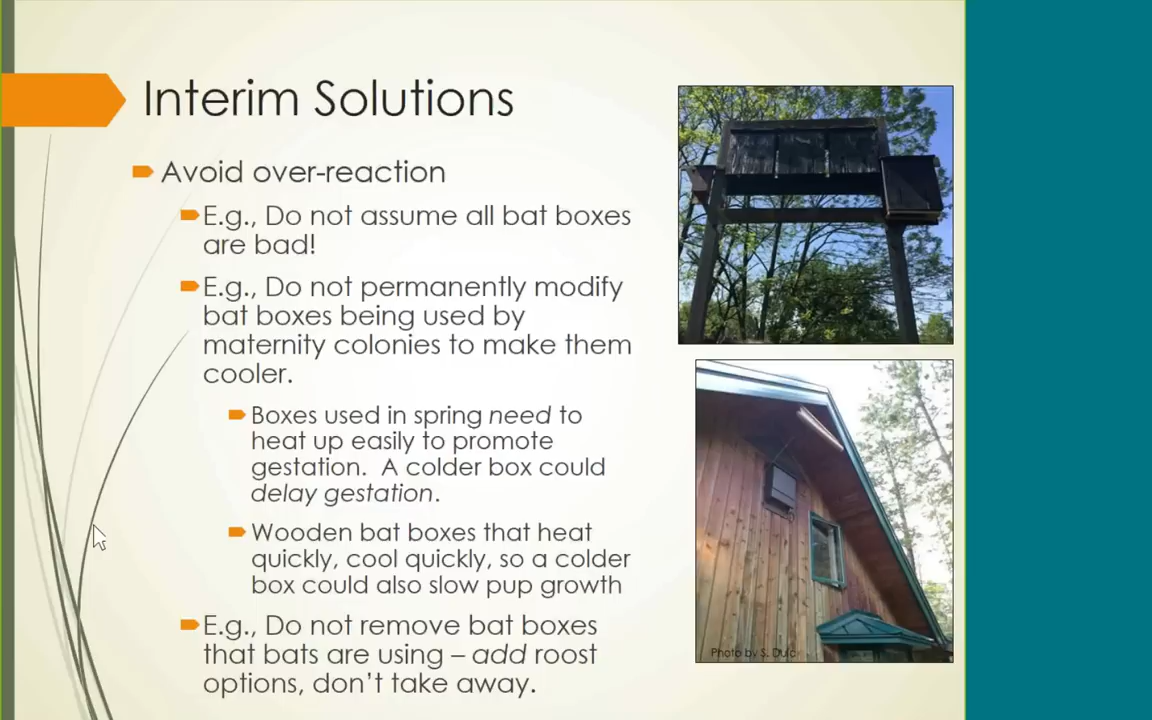 Interim Solutions
Avoid over-reaction
E.g., Do not assume all bat boxes
are bad!
E.g., Do not permanently modify
bat boxes being used by
maternity colonies to make them
cooler.
Boxes used in spring need to
heat up easily to promote
gestation.  A colder box could
delay gestation.
Wooden bat boxes that heat
quickly, cool quickly, so a colder
box could also slow pup growth
E.g., Do not remove bat boxes
that bats are using – add roost
options, don’t take away.
Photo by S.